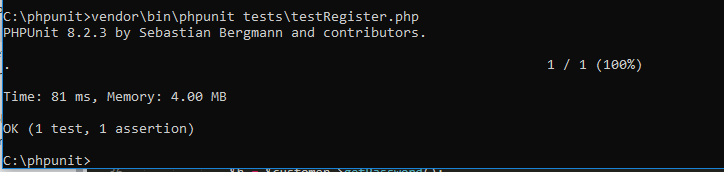 C:\phpunit>vendor\bin\phpunit tests\testRegister.php
PHPUnit 8.2.3 by Sebastian Bergmann and contributors.
. 1 / 1 (100%)
Time: 81 ms, Memory: 4.00 MB
OK (1 test, 1 assertion)
C:\phpunit>